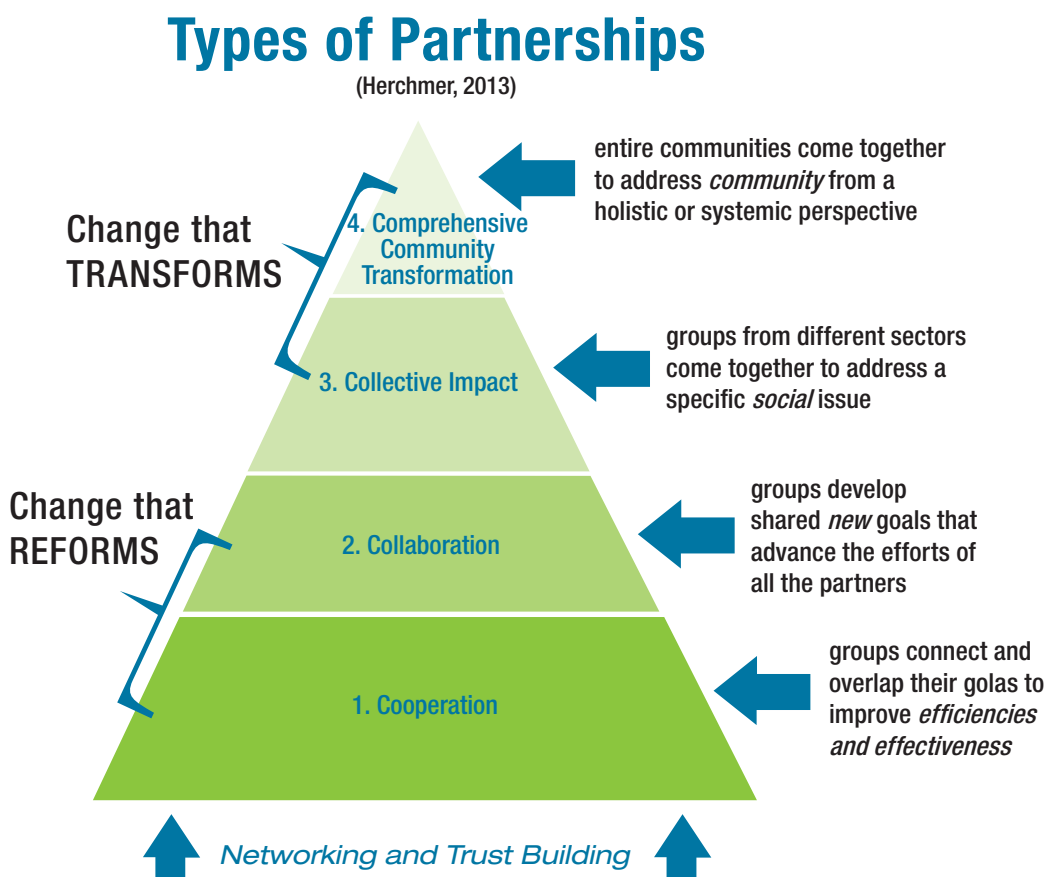 Types of Partnerships
(Herchmer, 2013)
entire communities come together
to address community from a
holistic or systemic perspective
Change that
TRANSFORMS
4. Comprehensive
Community
Transformation
groups from different sectors
come together to address a
specific social issue
3. Collective Impact
Change that
REFORMS
groups develop
shared new goals that
advance the efforts of
all the partners
2. Collaboration
groups connect and
overlap their golas to
improve efficiencies
and effectiveness
1. Cooperation
Networking and Trust Building